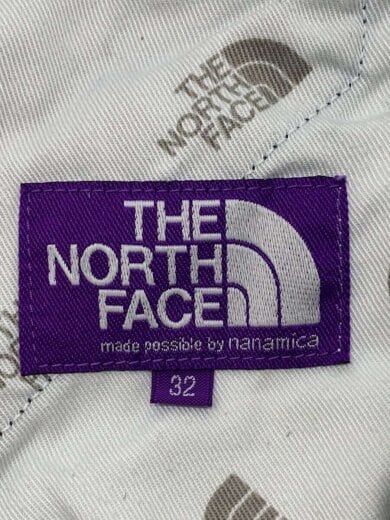 THE
NORTH
FACE
THE
NORTH
FACE
made possible by nanamica
32